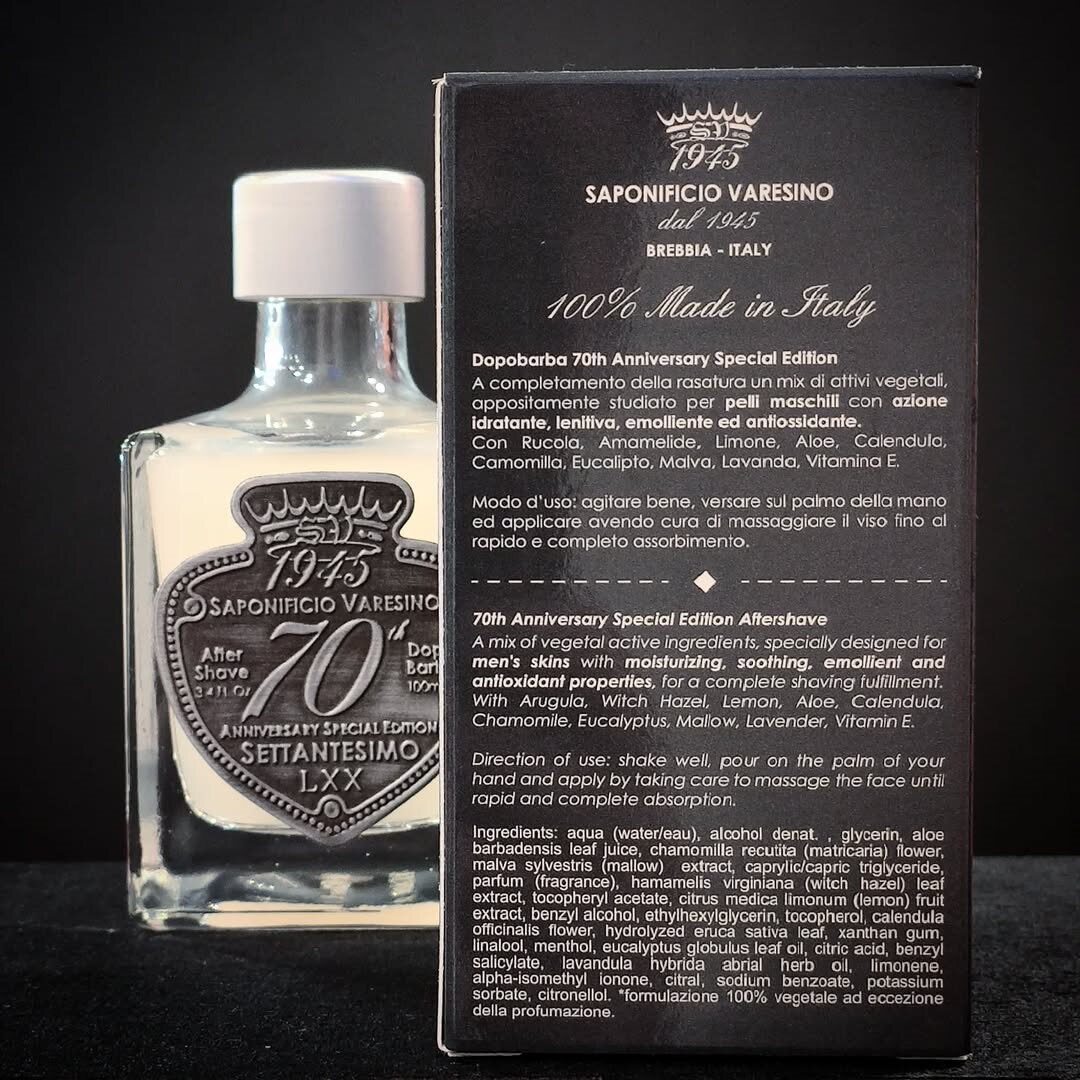 SV
1945
SAPONIFICIO VARESINO
After
Shave
3.4 fl Oz
70th
Dop
Bar
100m
ANNIVERSARY SPECIAL EDITION
SETTANTESIMO
LXX
SV
1945
SAPONIFICIO VARESINO
dal 1945
BREBBIA - ITALY
100% Made in Italy
Dopobarba 70th Anniversary Special Edition
A completamento della rasatura un mix di attivi vegetali,
appositamente studiato per pelli maschili con azione
idratante, lenitiva, emolliente ed antiossidante.
Con Rucola, Amamelide, Limone, Aloe, Calendula,
Camomilla, Eucalipto, Malva, Lavanda, Vitamina E.
Modo d'uso: agitare bene, versare sul palmo della mano
ed applicare avendo cura di massaggiare il viso fino al
rapido e completo assorbimento.
70th Anniversary Special Edition Aftershave
A mix of vegetal active ingredients, specially designed for
men's skins with moisturizing, soothing, emollient and
antioxidant properties, for a complete shaving fulfillment.
With Arugula, Witch Hazel, Lemon, Aloe, Calendula,
Chamomile, Eucalyptus, Mallow, Lavender, Vitamin E.
Direction of use: shake well, pour on the palm of your
hand and apply by taking care to massage the face until
rapid and complete absorption.
Ingredients: aqua (water/eau), alcohol denat. , glycerin, aloe
barbadensis leaf juice, chamomilla recutita (matricaria) flower,
malva sylvestris (mallow) extract, caprylic/capric triglyceride,
parfum (fragrance), hamamelis virginiana (witch hazel) leaf
extract, tocopheryl acetate, citrus medica limonum (lemon) fruit
extract, benzyl alcohol, ethylhexylglycerin, tocopherol, calendula
officinalis flower, hydrolyzed eruca sativa leaf, xanthan gum,
linalool, menthol, eucalyptus globulus leaf oil, citric acid, benzyl
salicylate, lavandula hybrida abrial herb oil, limonene,
alpha-isomethyl ionone, citral, sodium benzoate, potassium
sorbate, citronellol. *formulazione 100% vegetale ad eccezione
della profumazione.